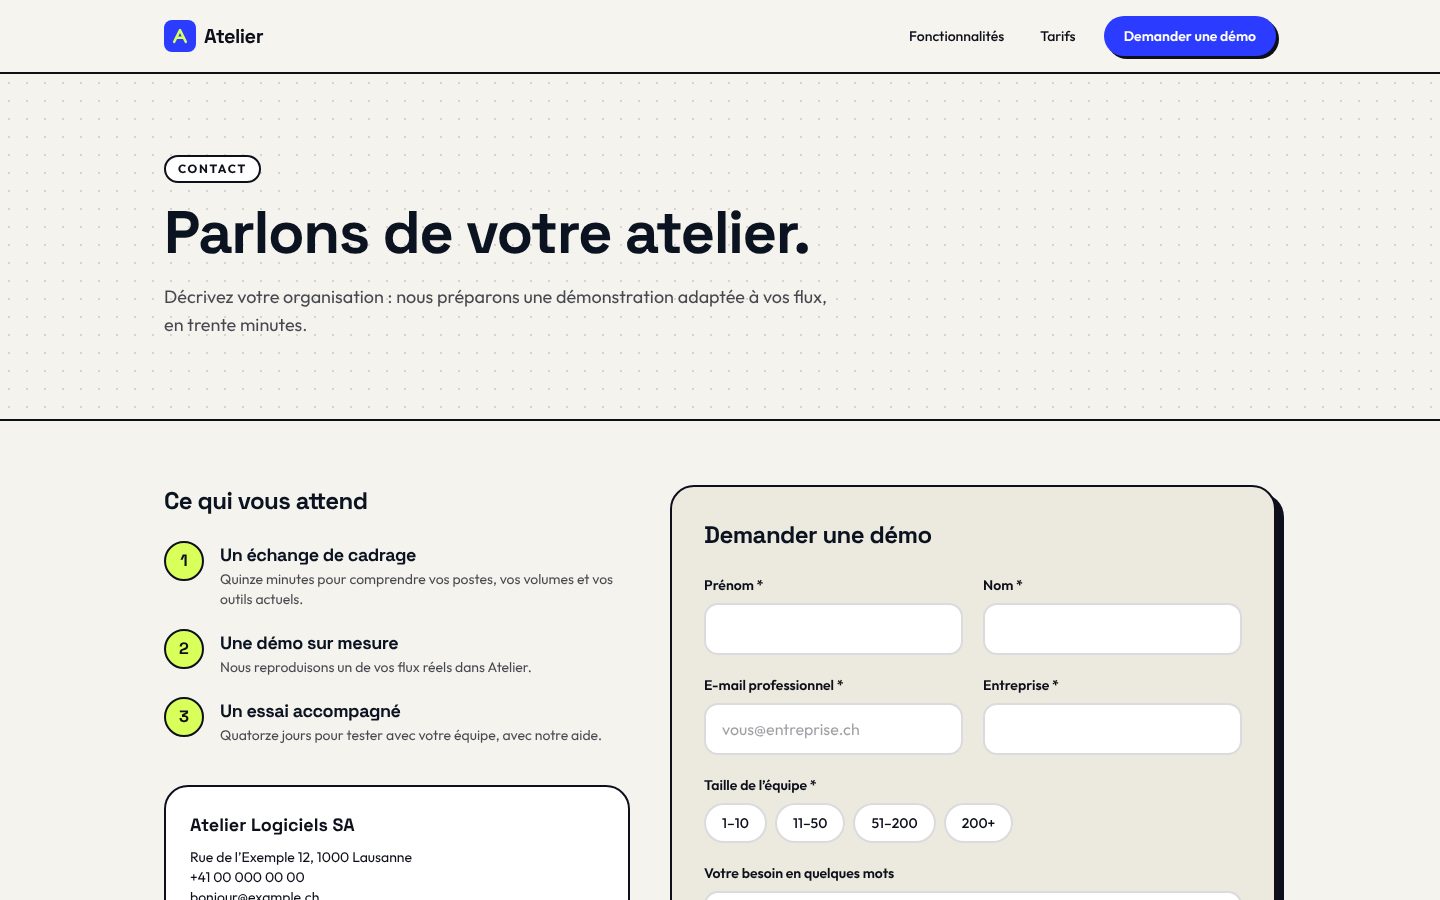 A Atelier
Fonctionnalités
Tarifs
Demander une démo
CONTACT
Parlons de votre atelier.
Décrivez votre organisation : nous préparons une démonstration adaptée à vos flux,
en trente minutes.
Ce qui vous attend
1
Un échange de cadrage
Quinze minutes pour comprendre vos postes, vos volumes et vos
outils actuels.
2
Une démo sur mesure
Nous reproduisons un de vos flux réels dans Atelier.
3
Un essai accompagné
Quatorze jours pour tester avec votre équipe, avec notre aide.
Atelier Logiciels SA
Rue de l’Exemple 12, 1000 Lausanne
+41 00 000 00 00
bonjour@example.ch
Demander une démo
Prénom *
Nom *
E-mail professionnel *
Entreprise *
vous@entreprise.ch
Taille de l’équipe *
1–10
11–50
51–200
200+
Votre besoin en quelques mots